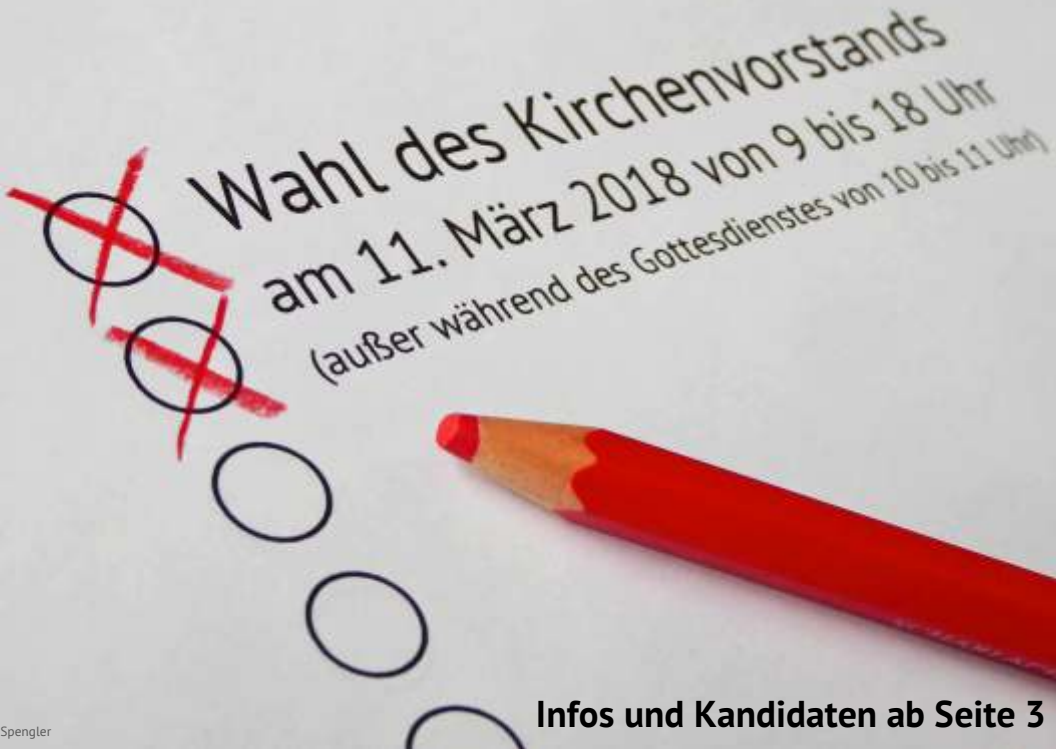 Wahl des Kirchenvorstands
am 11. März 2018 von 9 bis 18 Uhr
(außer während des Gottesdienstes von 10 bis 11 Uhr)
Infos und Kandidaten ab Seite 3
Spengler